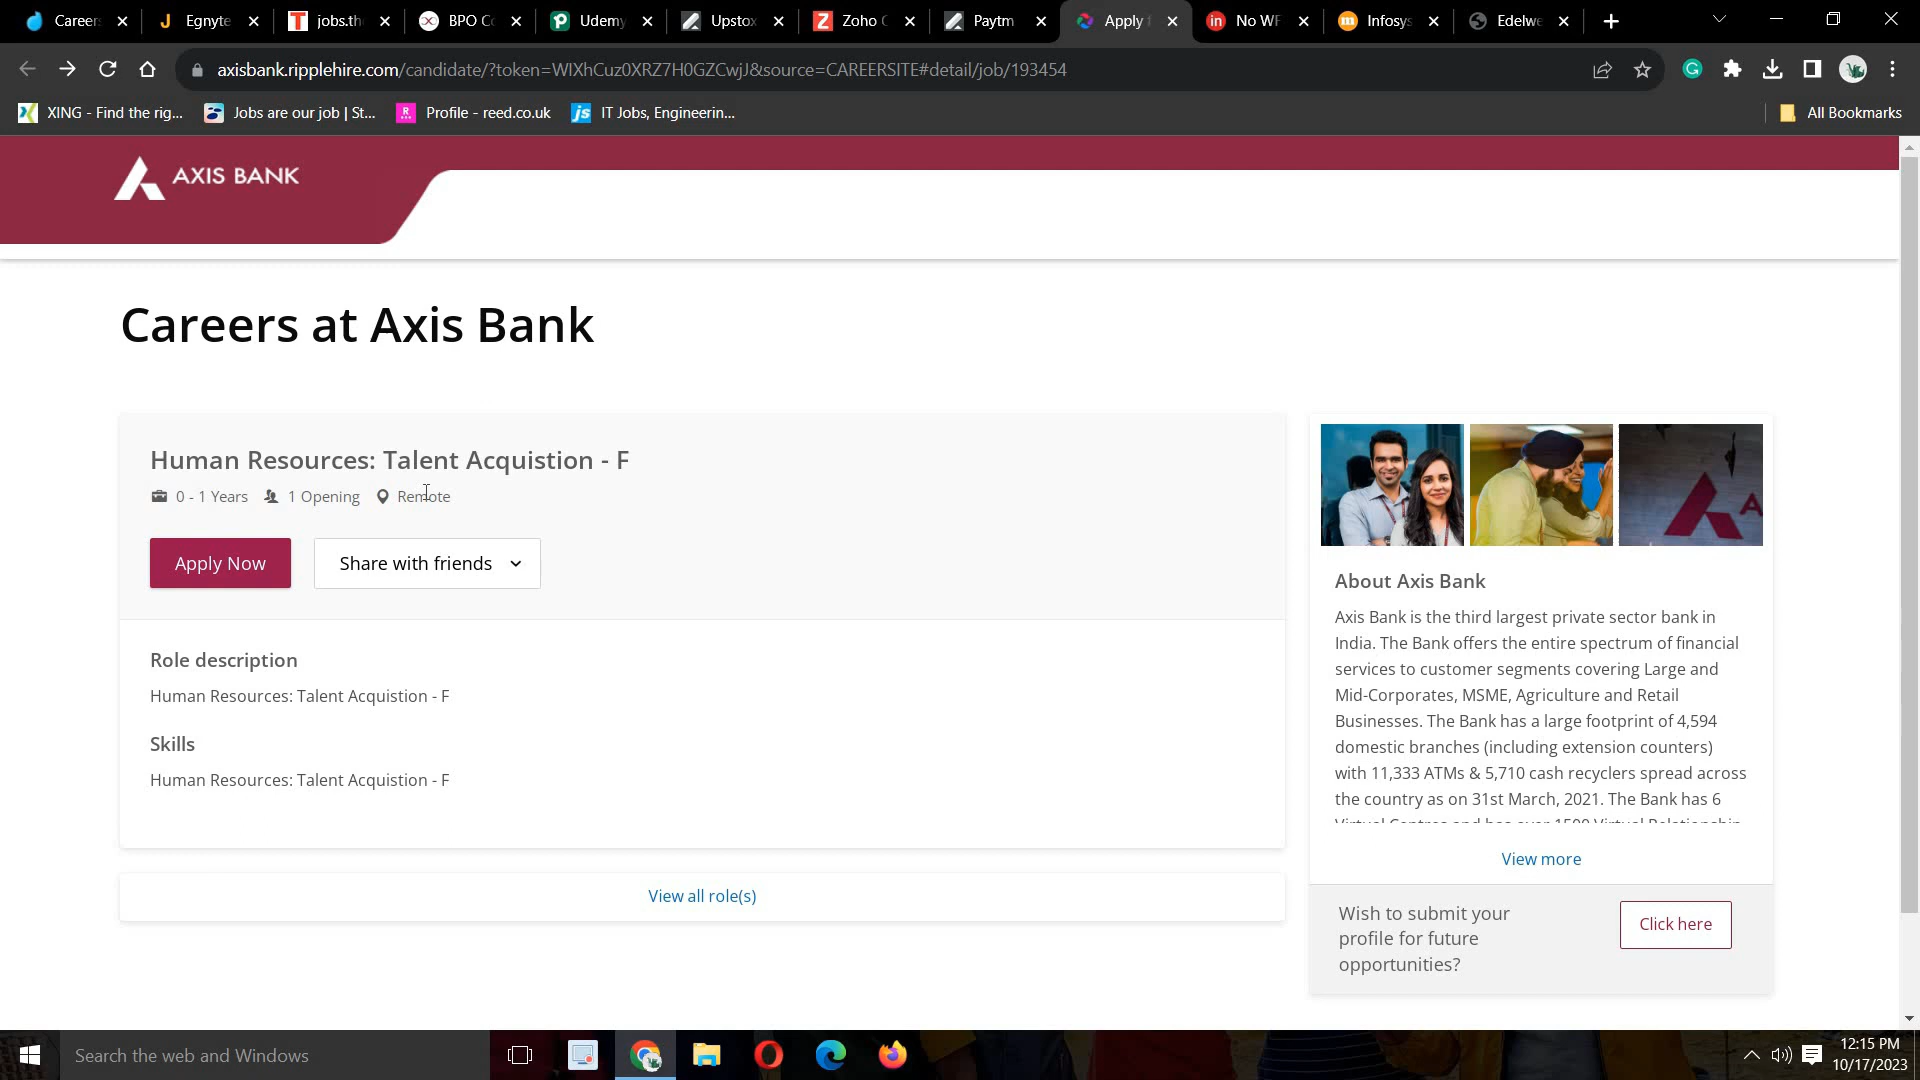 Careers
Egnyte
jobs.th
BPO Co
Udemy
Upstox
Zoho C
Paytm
Apply f
No WF
Infosys
Edelwe
axisbank.ripplehire.com/candidate/?token=WIXhCuz0XRZ7H0GZCwjJ&source=CAREERSITE#detail/job/193454
XING - Find the rig...
Jobs are our job | St...
Profile - reed.co.uk
IT Jobs, Engineerin...
All Bookmarks
AXIS BANK
Careers at Axis Bank
Human Resources: Talent Acquistion - F
0 - 1 Years 1 Opening Remote
Apply Now
Share with friends
Role description
Human Resources: Talent Acquistion - F
Skills
Human Resources: Talent Acquistion - F
View all role(s)
About Axis Bank
Axis Bank is the third largest private sector bank in
India. The Bank offers the entire spectrum of financial
services to customer segments covering Large and
Mid-Corporates, MSME, Agriculture and Retail
Businesses. The Bank has a large footprint of 4,594
domestic branches (including extension counters)
with 11,333 ATMs & 5,710 cash recyclers spread across
the country as on 31st March, 2021. The Bank has 6
View more
Wish to submit your
profile for future
opportunities?
Click here
Search the web and Windows
12:15 PM
10/17/2023